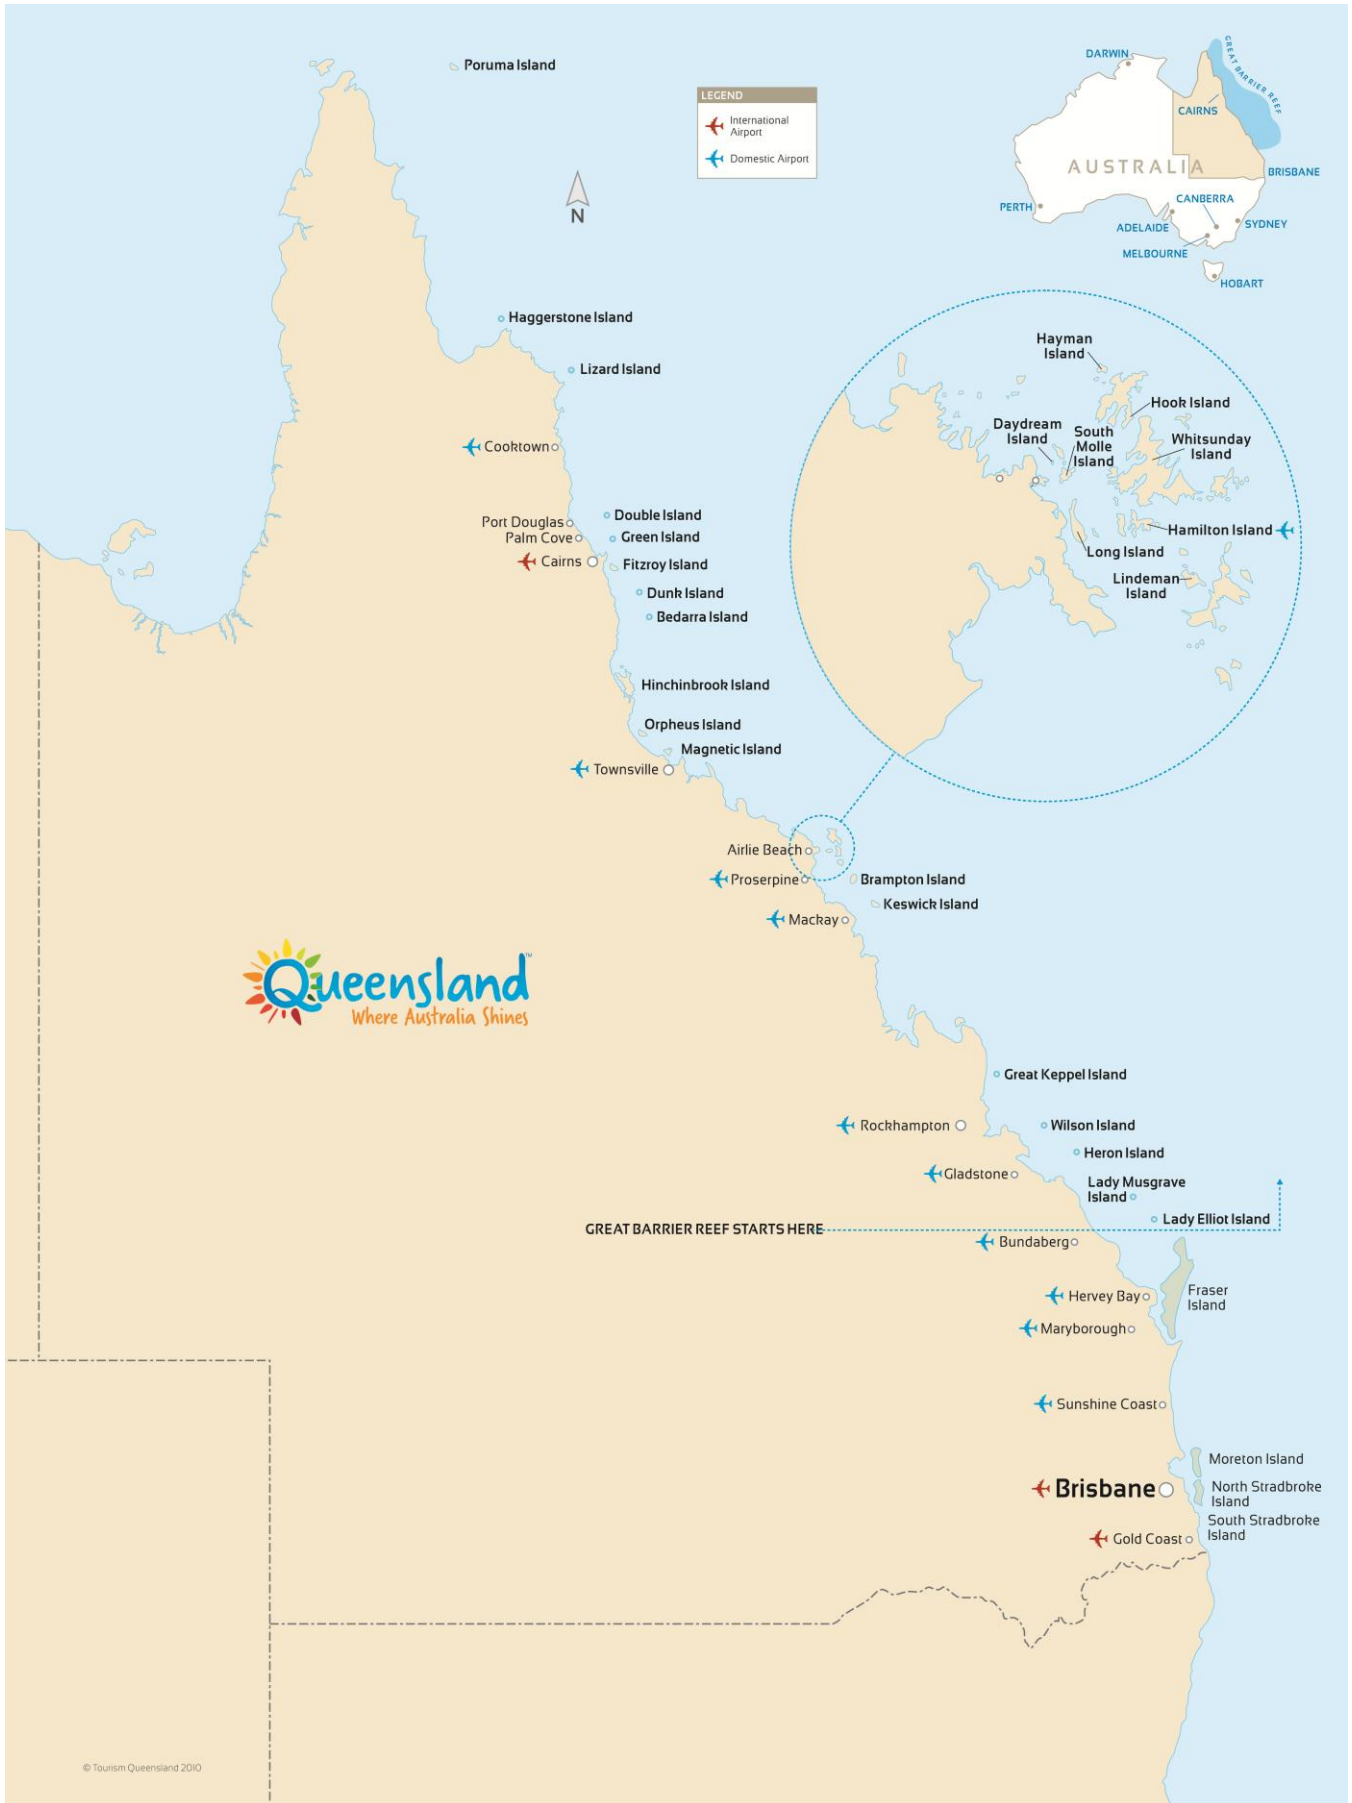 Poruma Island
LEGEND
International
Airport
Domestic Airport
N
DARWIN
GREAT BARRIER REEF
CAIRNS
AUSTRALIA
BRISBANE
PERTH
CANBERRA
ADELAIDE
SYDNEY
MELBOURNE
HOBART
Haggerstone Island
Lizard Island
Cooktown
Double Island
Port Douglas
Green Island
Palm Cove
Cairns
Fitzroy Island
Dunk Island
Bedarra Island
Hinchinbrook Island
Orpheus Island
Magnetic Island
Townsville
Hayman
Island
Hook Island
Daydream
Island
South
Molle
Island
Whitsunday
Island
Hamilton Island
Long Island
Lindeman
Island
Airlie Beach
Proserpine
Brampton Island
Keswick Island
Mackay
Queensland™
Where Australia Shines
Great Keppel Island
Rockhampton
Wilson Island
Heron Island
Gladstone
Lady Musgrave
Island
Lady Elliot Island
GREAT BARRIER REEF STARTS HERE
Bundaberg
Hervey Bay
Fraser
Island
Maryborough
Sunshine Coast
Moreton Island
Brisbane
North Stradbroke
Island
South Stradbroke
Island
Gold Coast
© Tourism Queensland 2010